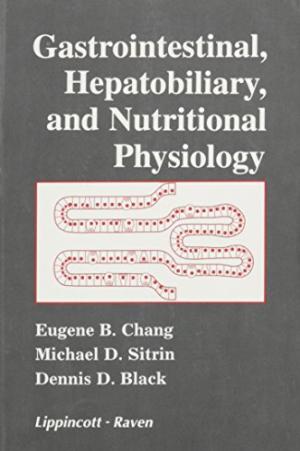 Gastrointestinal,
Hepatobiliary,
and Nutritional
Physiology
Eugene B. Chang
Michael D. Sitrin
Dennis D. Black
Lippincott - Raven